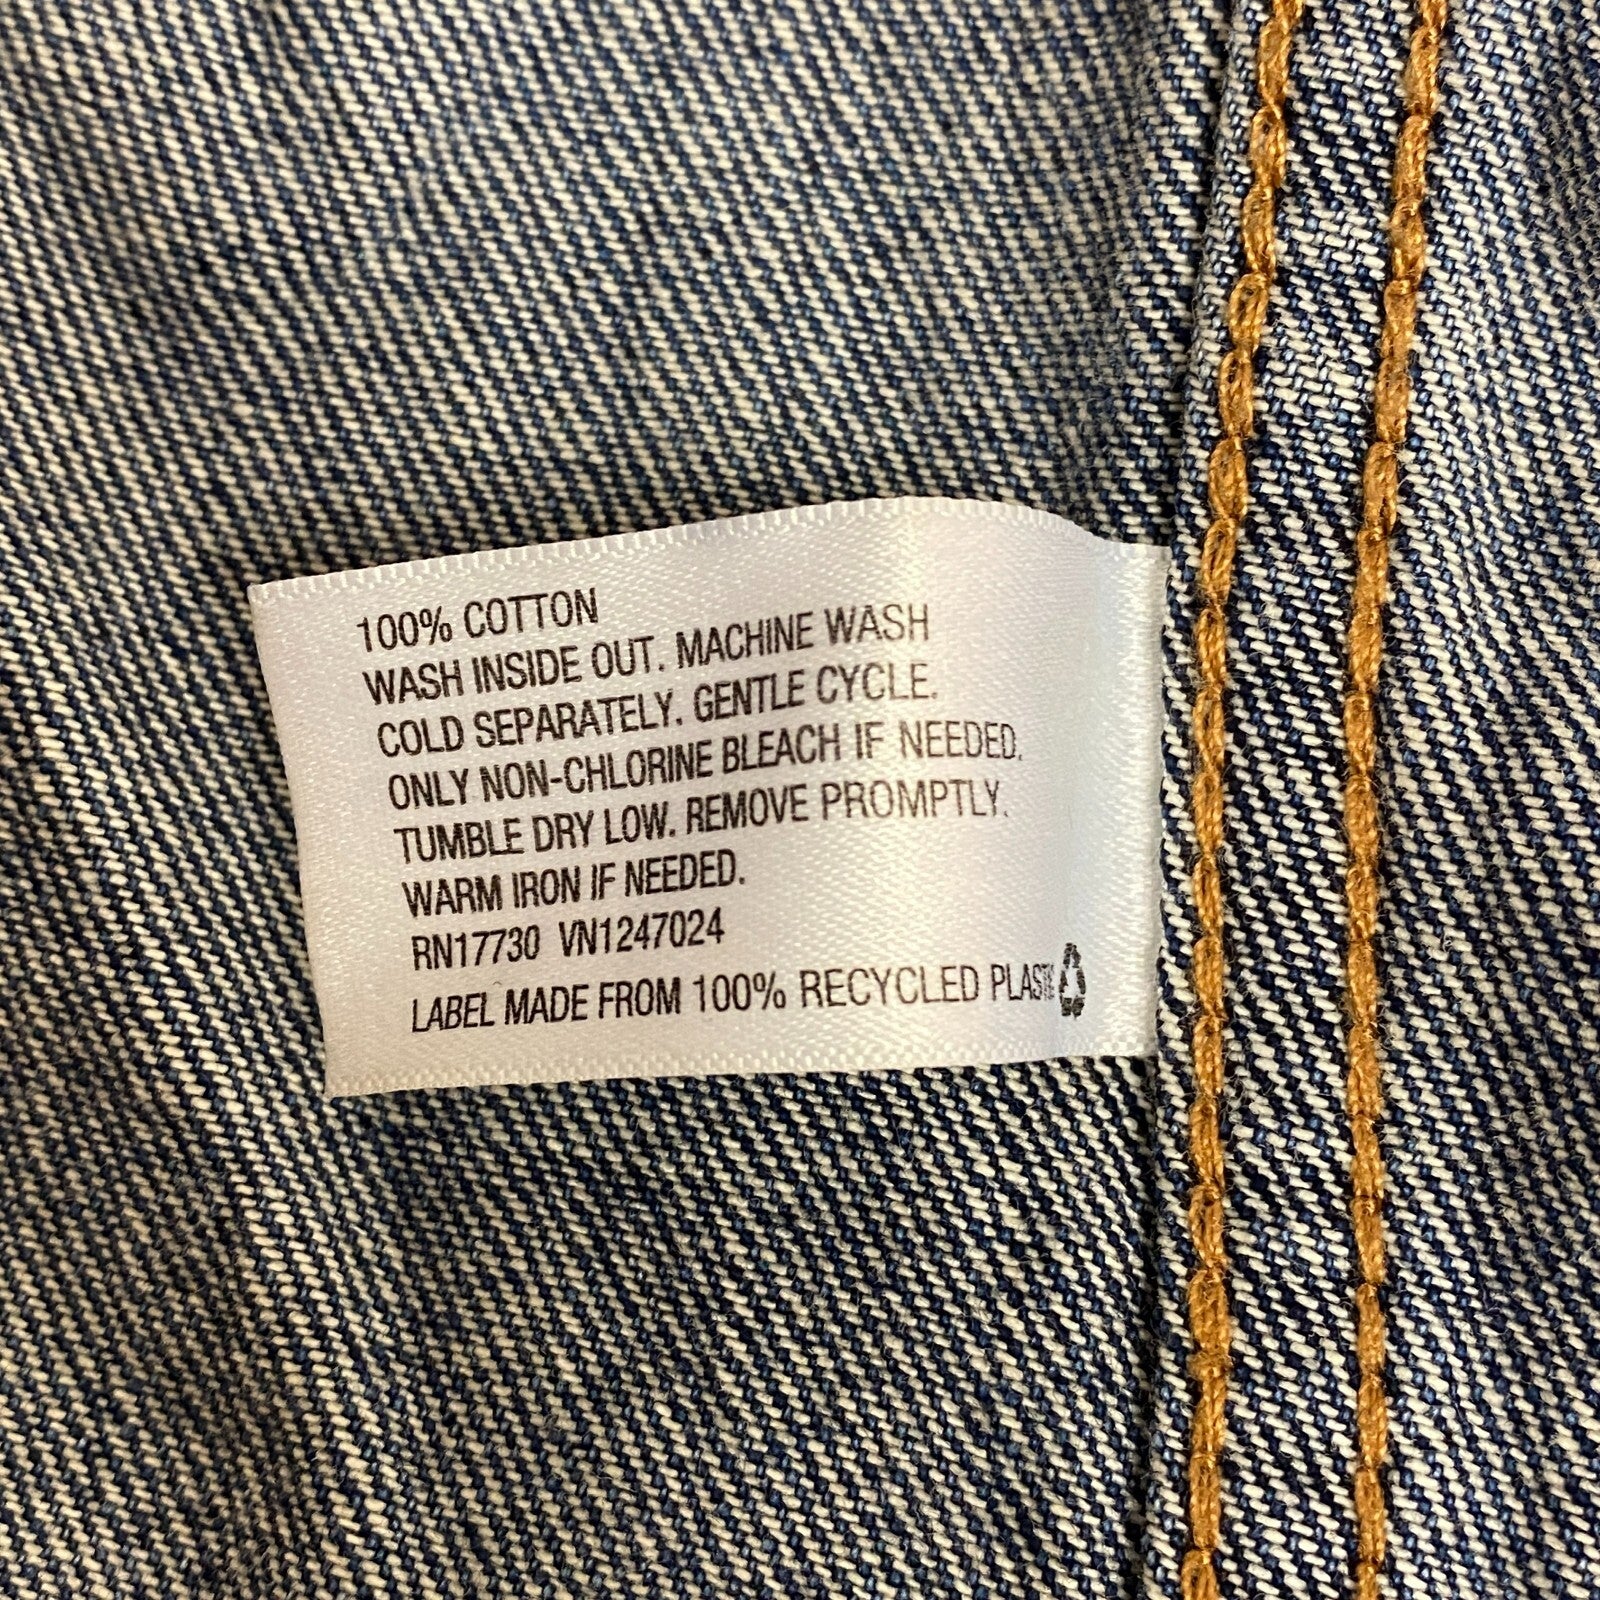 100% COTTON
WASH INSIDE OUT. MACHINE WASH
COLD SEPARATELY. GENTLE CYCLE.
ONLY NON-CHLORINE BLEACH IF NEEDED.
TUMBLE DRY LOW. REMOVE PROMPTLY.
WARM IRON IF NEEDED.
RN17730 VN1247024
LABEL MADE FROM 100% RECYCLED PLASTIC